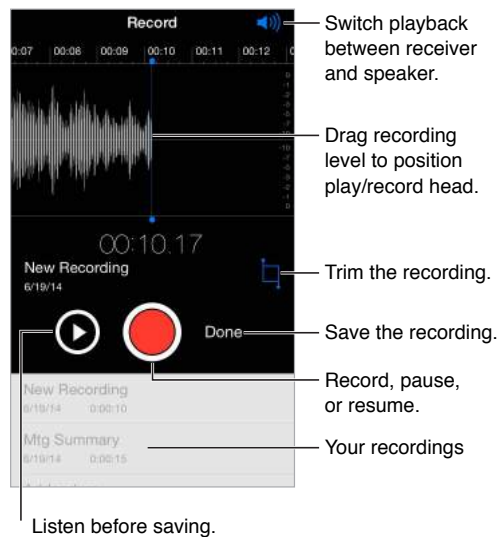 Record
0:07 00:08 00:09 00:10 00:11 00:12
00:10.17
New Recording
6/19/14
Done
New Recording
6/19/14 0:00:10
Mtg Summary
6/19/14 0:00:15
Switch playback
between receiver
and speaker.
Drag recording
level to position
play/record head.
Trim the recording.
Save the recording.
Record, pause,
or resume.
Your recordings
Listen before saving.